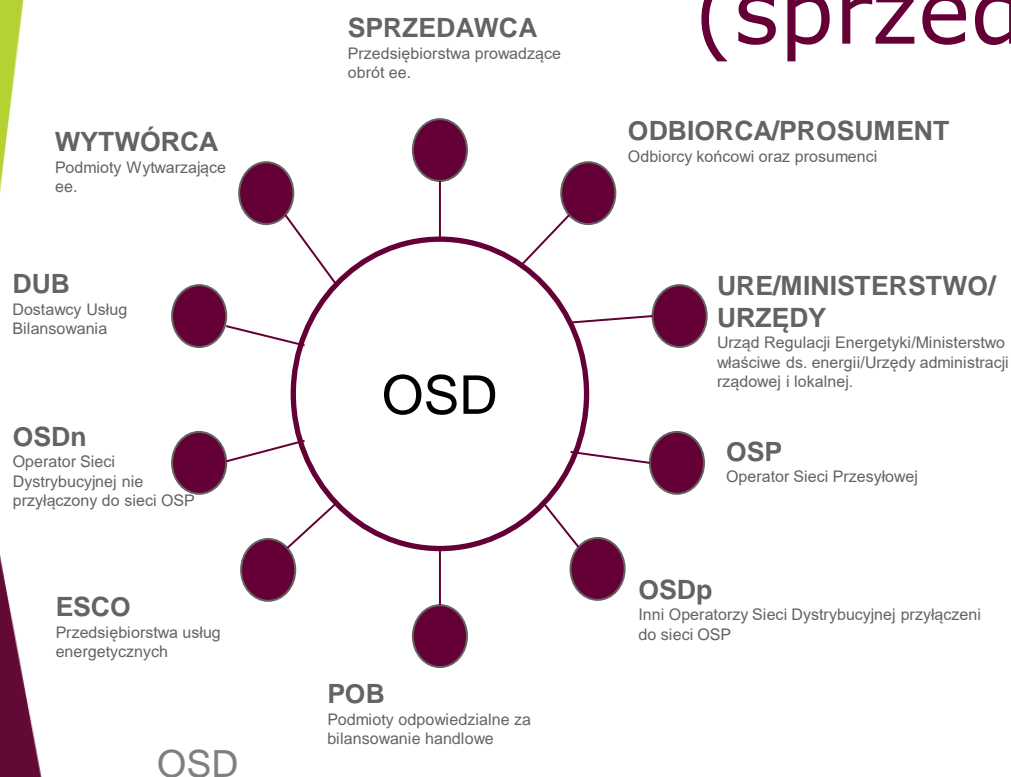 (sprzed
SPRZEDAWCA
Przedsiębiorstwa prowadzące
obrót ee.
WYTWÓRCA
Podmioty Wytwarzające
ee.
ODBIORCA/PROSUMENT
Odbiorcy końcowi oraz prosumenci
DUB
Dostawcy Usług
Bilansowania
URE/MINISTERSTWO/
URZĘDY
Urząd Regulacji Energetyki/Ministerstwo
właściwe ds. energii/Urzędy administracji
rządowej i lokalnej.
OSD
OSDn
Operator Sieci
Dystrybucyjnej nie
przyłączony do sieci OSP
OSP
Operator Sieci Przesyłowej
ESCO
Przedsiębiorstwa usług
energetycznych
OSDp
Inni Operatorzy Sieci Dystrybucyjnej przyłączeni
do sieci OSP
POB
Podmioty odpowiedzialne za
bilansowanie handlowe
OSD